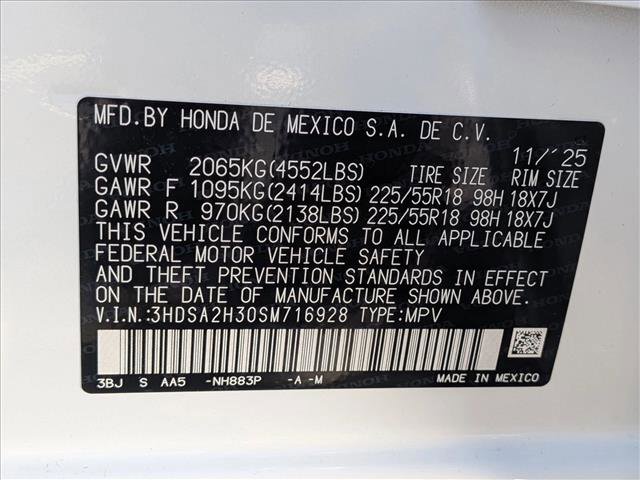 MFD.BY HONDA DE MEXICO S.A. DE C.V.
11/'25
GVWR 2065KG(4552LBS) TIRE SIZE RIM SIZE
GAWR F 1095KG(2414LBS) 225/55R18 98H 18X7J
GAWR R 970KG(2138LBS) 225/55R18 98H 18X7J
THIS VEHICLE CONFORMS TO ALL APPLICABLE
FEDERAL MOTOR VEHICLE SAFETY
AND THEFT PREVENTION STANDARDS IN EFFECT
ON THE DATE OF MANUFACTURE SHOWN ABOVE.
V.I.N.:3HDSA2H30SM716928 TYPE:MPV
3BJ S AA5 -NH883P -A -M MADE IN MEXICO